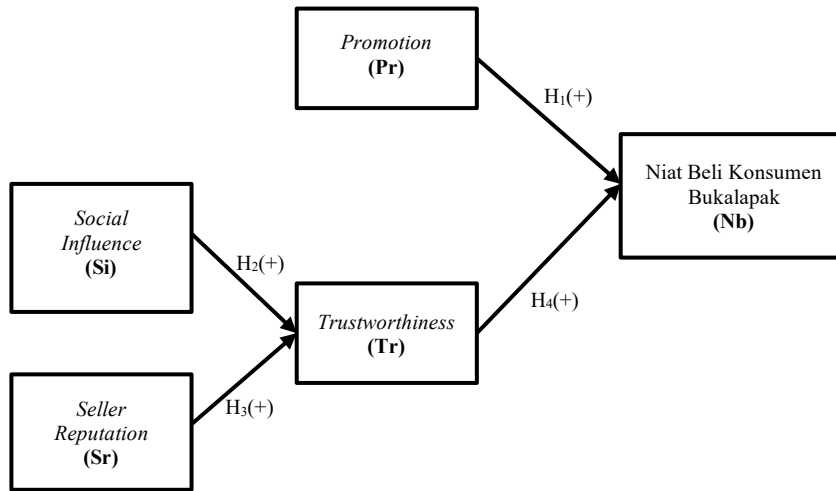 Promotion
(Pr)
H₁(+)
Niat Beli Konsumen
Bukalapak
(Nb)
Social
Influence
(Si)
H₂(+)
Trustworthiness
(Tr)
H₄(+)
Seller
Reputation
(Sr)
H₃(+)